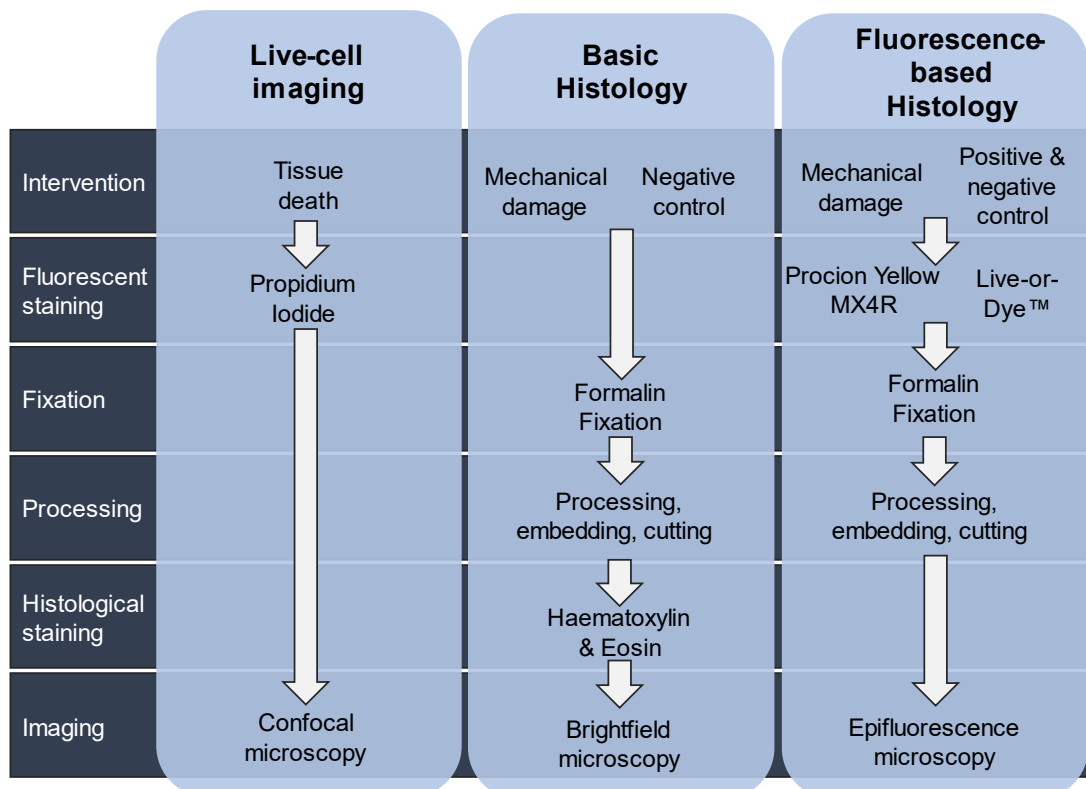 Live-cell
imaging
Basic
Histology
Fluorescence-
based
Histology
Intervention
Tissue
death
Mechanical
damage
Negative
control
Mechanical
damage
Positive &
negative
control
Fluorescent
staining
Propidium
Iodide
Procion Yellow
MX4R
Live-or-
Dye™
Fixation
Formalin
Fixation
Formalin
Fixation
Processing
Processing,
embedding, cutting
Processing,
embedding, cutting
Histological
staining
Haematoxylin
& Eosin
Imaging
Confocal
microscopy
Brightfield
microscopy
Epifluorescence
microscopy